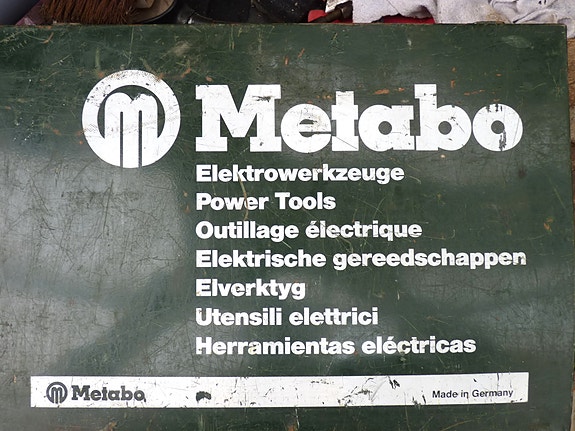 m Metabo
Elektrowerkzeuge
Power Tools
Outillage électrique
Elektrische gereedschappen
Elverktyg
Utensili elettrici
Herramientas eléctricas
m Metabo Made in Germany